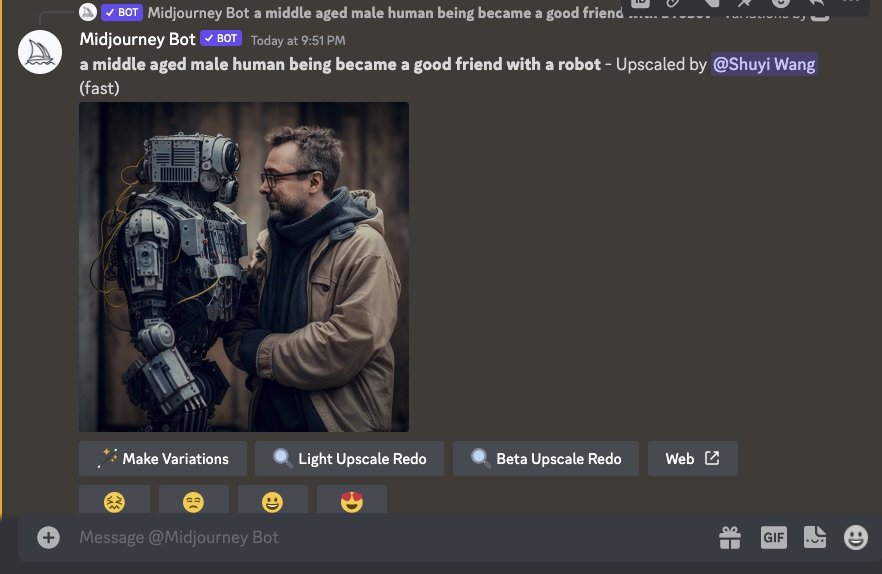 ✓ BOT Midjourney Bot a middle aged male human being became a good friend with a robot - Variations by
Midjourney Bot ✓ BOT Today at 9:51 PM
a middle aged male human being became a good friend with a robot - Upscaled by @Shuyi Wang
(fast)
Make Variations Light Upscale Redo Beta Upscale Redo Web
Message @Midjourney Bot GIF